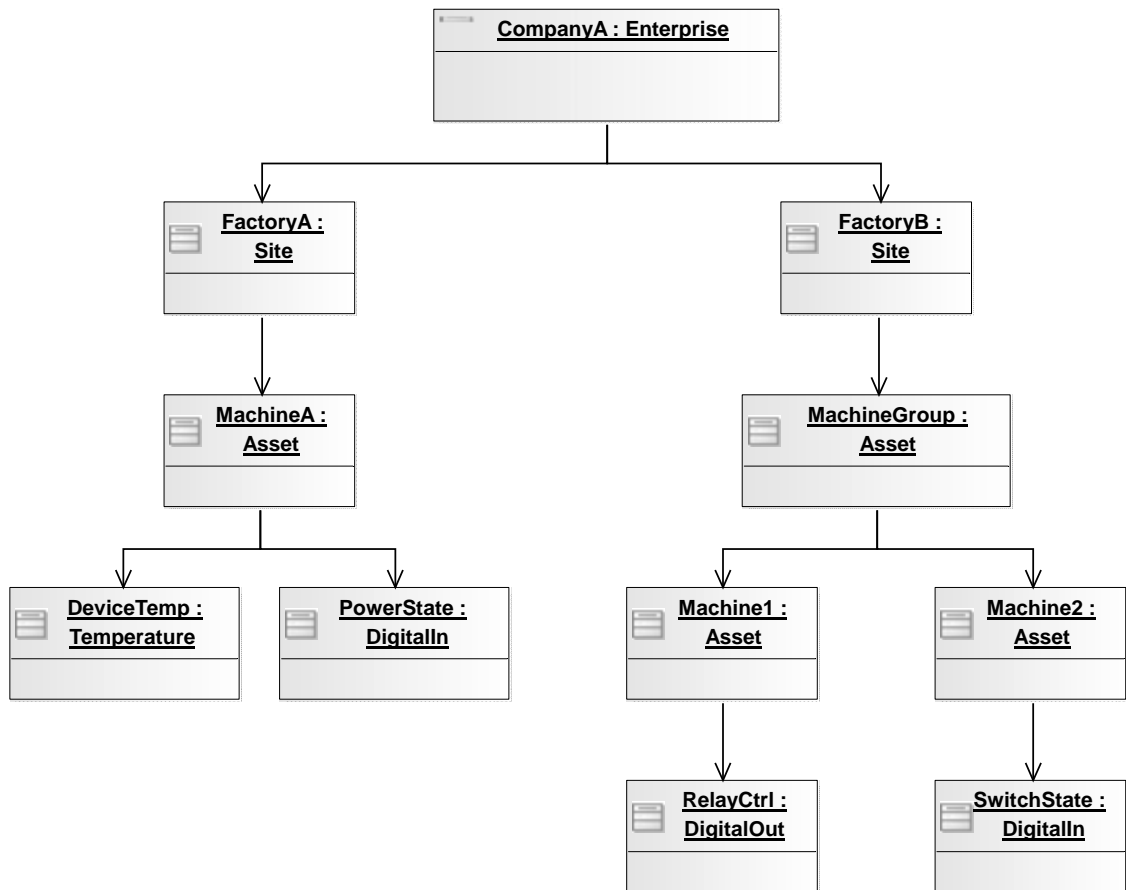 CompanyA : Enterprise
FactoryA :
Site
FactoryB :
Site
MachineA :
Asset
MachineGroup :
Asset
DeviceTemp :
Temperature
PowerState :
DigitalIn
Machine1 :
Asset
Machine2 :
Asset
RelayCtrl :
DigitalOut
SwitchState :
DigitalIn